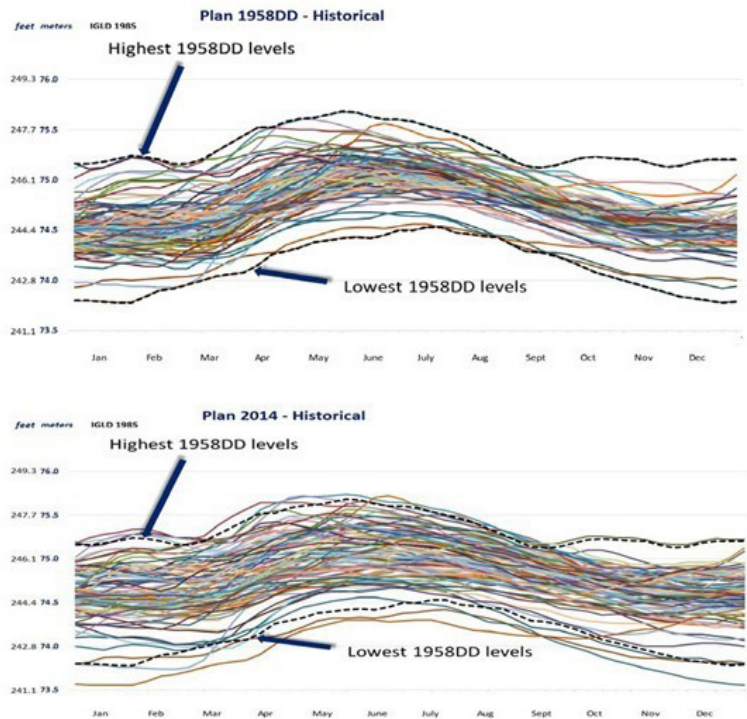 Plan 1958DD - Historical
feet meters IGLD 1985
Highest 1958DD levels
249.3 76.0
247.7 75.5
246.1 75.0
244.4 74.5
242.8 74.0
Lowest 1958DD levels
241.1 73.5
Jan Feb Mar Apr May June July Aug Sept Oct Nov Dec
Plan 2014 - Historical
feet meters IGLD 1985
Highest 1958DD levels
249.3 76.0
247.7 75.5
246.1 75.0
244.4 74.5
242.8 74.0
Lowest 1958DD levels
241.1 73.5
Jan Feb Mar Apr May June July Aug Sept Oct Nov Dec